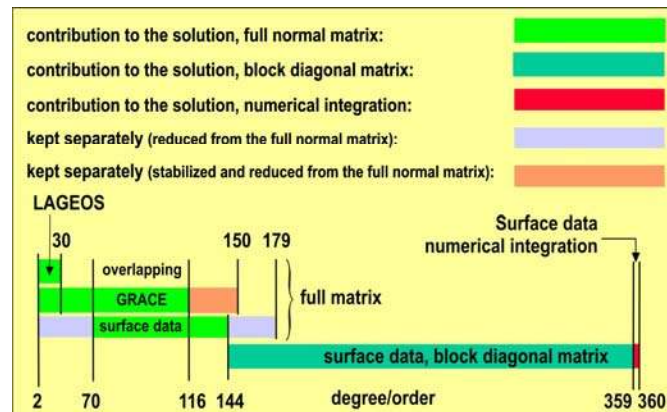 contribution to the solution, full normal matrix:
contribution to the solution, block diagonal matrix:
contribution to the solution, numerical integration:
kept separately (reduced from the full normal matrix):
kept separately (stabilized and reduced from the full normal matrix):
LAGEOS
Surface data
numerical integration
30
150
179
overlapping
GRACE
full matrix
surface data
surface data, block diagonal matrix
2
70
116
144
degree/order
359
360